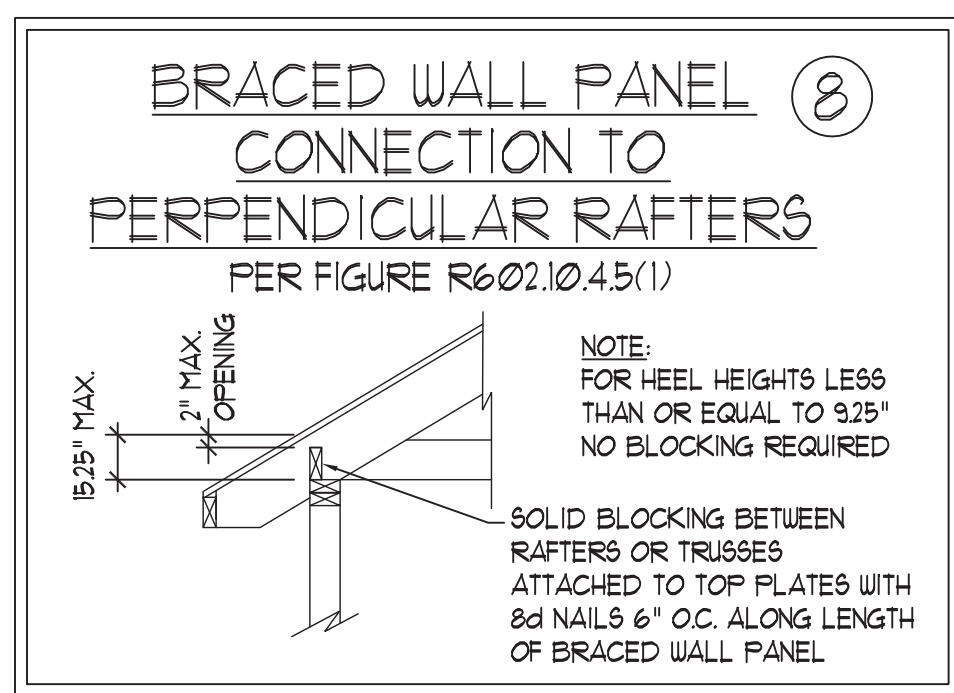 BRACED WALL PANEL
8
CONNECTION TO
PERPENDICULAR RAFTERS
PER FIGURE R602.10.4.5(1)
15.25" MAX.
2" MAX.
OPENING
NOTE:
FOR HEEL HEIGHTS LESS
THAN OR EQUAL TO 9.25"
NO BLOCKING REQUIRED
SOLID BLOCKING BETWEEN
RAFTERS OR TRUSSES
ATTACHED TO TOP PLATES WITH
8d NAILS 6" O.C. ALONG LENGTH
OF BRACED WALL PANEL